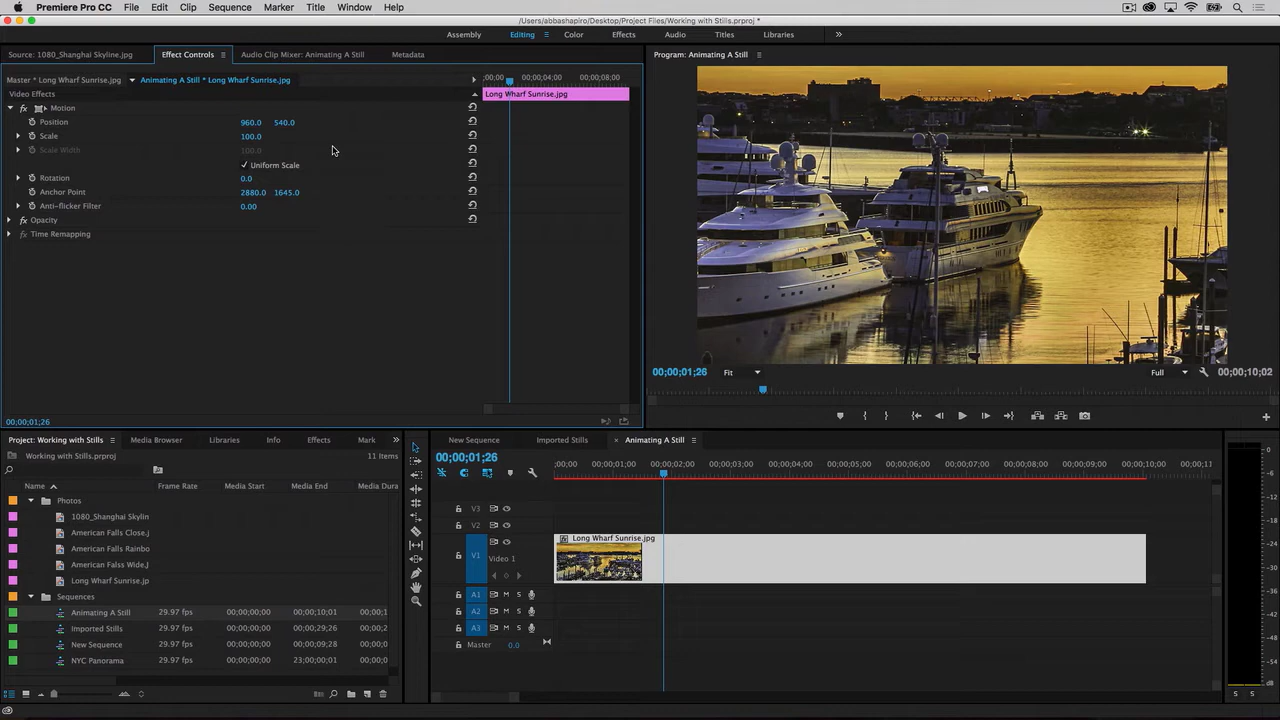 Premiere Pro CC File Edit Clip Sequence Marker Title Window Help
/Users/abbashapiro/Desktop/Project Files/Working with Stills.prproj *
Assembly Editing Color Effects Audio Titles Libraries
Source: 1080_Shanghai Skyline.jpg Effect Controls Audio Clip Mixer: Animating A Still Metadata
Program: Animating A Still
Master * Long Wharf Sunrise.jpg Animating A Still * Long Wharf Sunrise.jpg
;00;00 00;00;04;00 00;00;08;00
Video Effects
Long Wharf Sunrise.jpg
fx Motion
Position 960.0 540.0
Scale 100.0
Scale Width 100.0
Uniform Scale
Rotation 0.0
Anchor Point 2880.0 1645.0
Anti-flicker Filter 0.00
fx Opacity
fx Time Remapping
00;00;01;26
00;00;01;26 Fit Full 00;00;10;02
Project: Working with Stills Media Browser Libraries Info Effects Mark
Working with Stills.prproj 11 Items
Name Frame Rate Media Start Media End Media Dura
Photos
1080_Shanghai Skylin
American Falls Close.j
American Falls Rainbo
American Falss Wide.j
Long Wharf Sunrise.jp
Sequences
Animating A Still 29.97 fps 00;00;00;00 00;00;10;01 00;00;1
Imported Stills 29.97 fps 00;00;00;00 00;00;29;26 00;00;2
New Sequence 29.97 fps 00;00;00;00 00;00;09;28 00;00;0
NYC Panorama 29.97 fps 00;00;00;00 23;00;00;01 00;00;2
New Sequence Imported Stills Animating A Still
00;00;01;26
;00;00 00;00;01;00 00;00;02;00 00;00;03;00 00;00;04;00 00;00;05;00 00;00;06;00 00;00;07;00 00;00;08;00 00;00;09;00 00;00;10;00 00;00;11
V3
V2
V1 Video 1
fx Long Wharf Sunrise.jpg
A1 M S
A2 M S
A3 M S
Master 0.0
0
-6
-12
-18
-24
-30
-36
-42
-48
-54
dB
S S